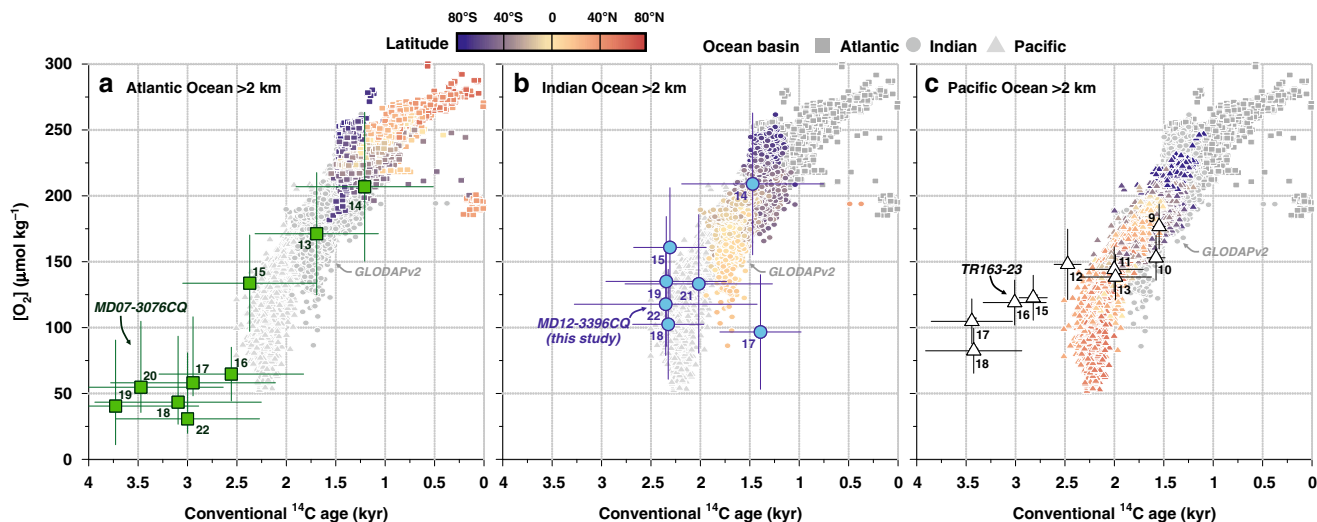 80°S 40°S 0 40°N 80°N
Latitude
Ocean basin Atlantic Indian Pacific
[O2] (μmol kg−1)
300
250
200
150
100
50
0
a Atlantic Ocean >2 km
14
13
15
GLODAPv2
MD07-3076CQ
16
17
20
19
18
22
4 3.5 3 2.5 2 1.5 1 0.5 0
Conventional 14C age (kyr)
b Indian Ocean >2 km
14
15
GLODAPv2
19
21
22
MD12-3396CQ
(this study)
18
17
4 3.5 3 2.5 2 1.5 1 0.5 0
Conventional 14C age (kyr)
c Pacific Ocean >2 km
9
GLODAPv2
10
11
12
13
TR163-23
16
15
17
18
4 3.5 3 2.5 2 1.5 1 0.5 0
Conventional 14C age (kyr)